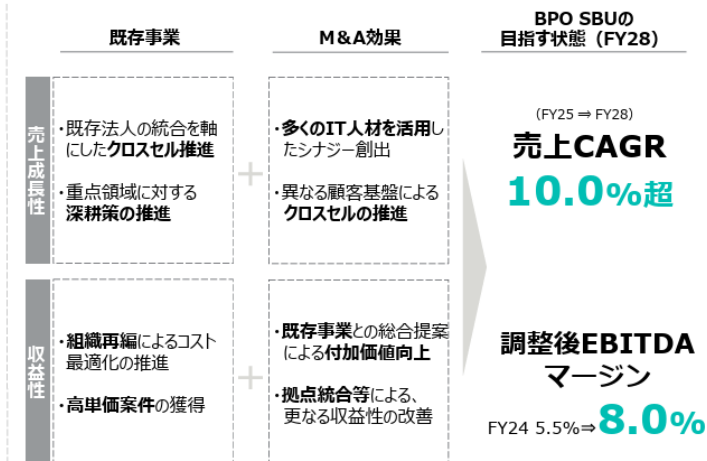 既存事業
M&A効果
BPO SBUの
目指す状態（FY28）
売上成長性
・既存法人の統合を軸
にしたクロスセル推進
・重点領域に対する
深耕策の推進
+
・多くのIT人材を活用し
たシナジー創出
・異なる顧客基盤による
クロスセルの推進
（FY25 ⇒ FY28）
売上CAGR
10.0%超
収益性
・組織再編によるコスト
最適化の推進
・高単価案件の獲得
+
・既存事業との総合提案
による付加価値向上
・拠点統合等による、
更なる収益性の改善
調整後EBITDA
マージン
FY24 5.5%⇒8.0%